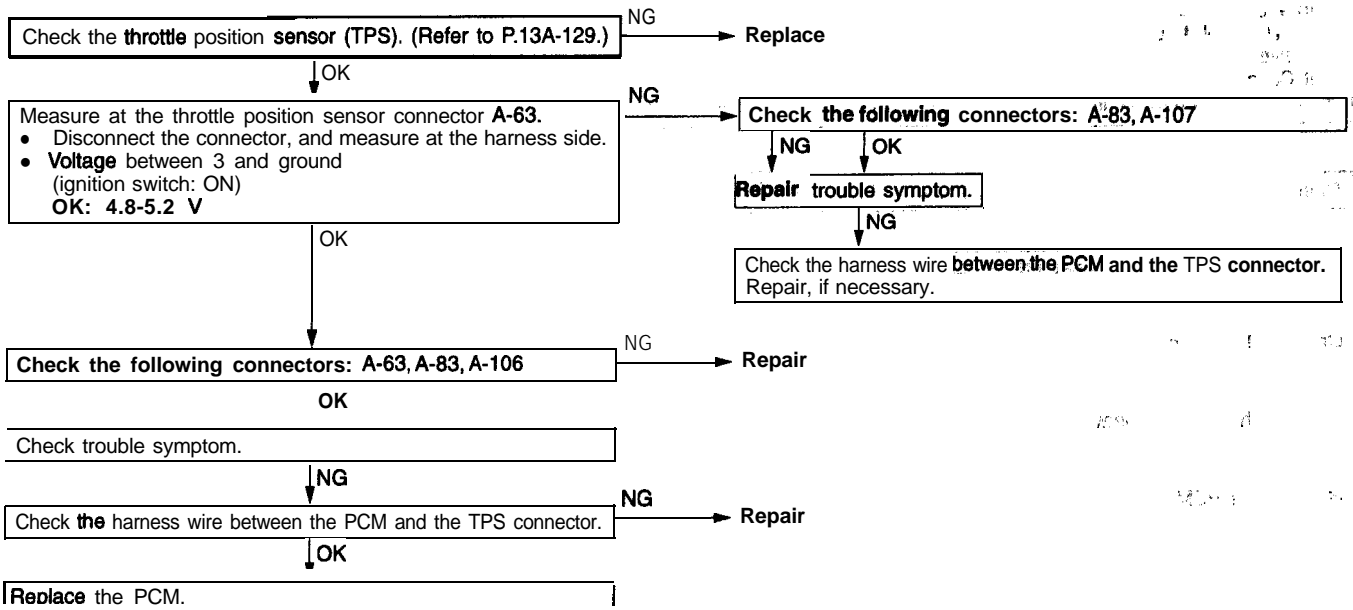 NG
Check the throttle position sensor (TPS). (Refer to P.13A-129.)
Replace
OK
Measure at the throttle position sensor connector A-63.
● Disconnect the connector, and measure at the harness side.
● Voltage between 3 and ground
(ignition switch: ON)
OK: 4.8-5.2 V
NG
Check the following connectors: A-83, A-107
NG
OK
Repair
trouble symptom.
NG
Check the harness wire between the PCM and the TPS connector.
Repair, if necessary.
OK
Check the following connectors: A-63, A-83, A-106
NG
Repair
OK
Check trouble symptom.
NG
Check the harness wire between the PCM and the TPS connector.
NG
Repair
OK
Replace the PCM.